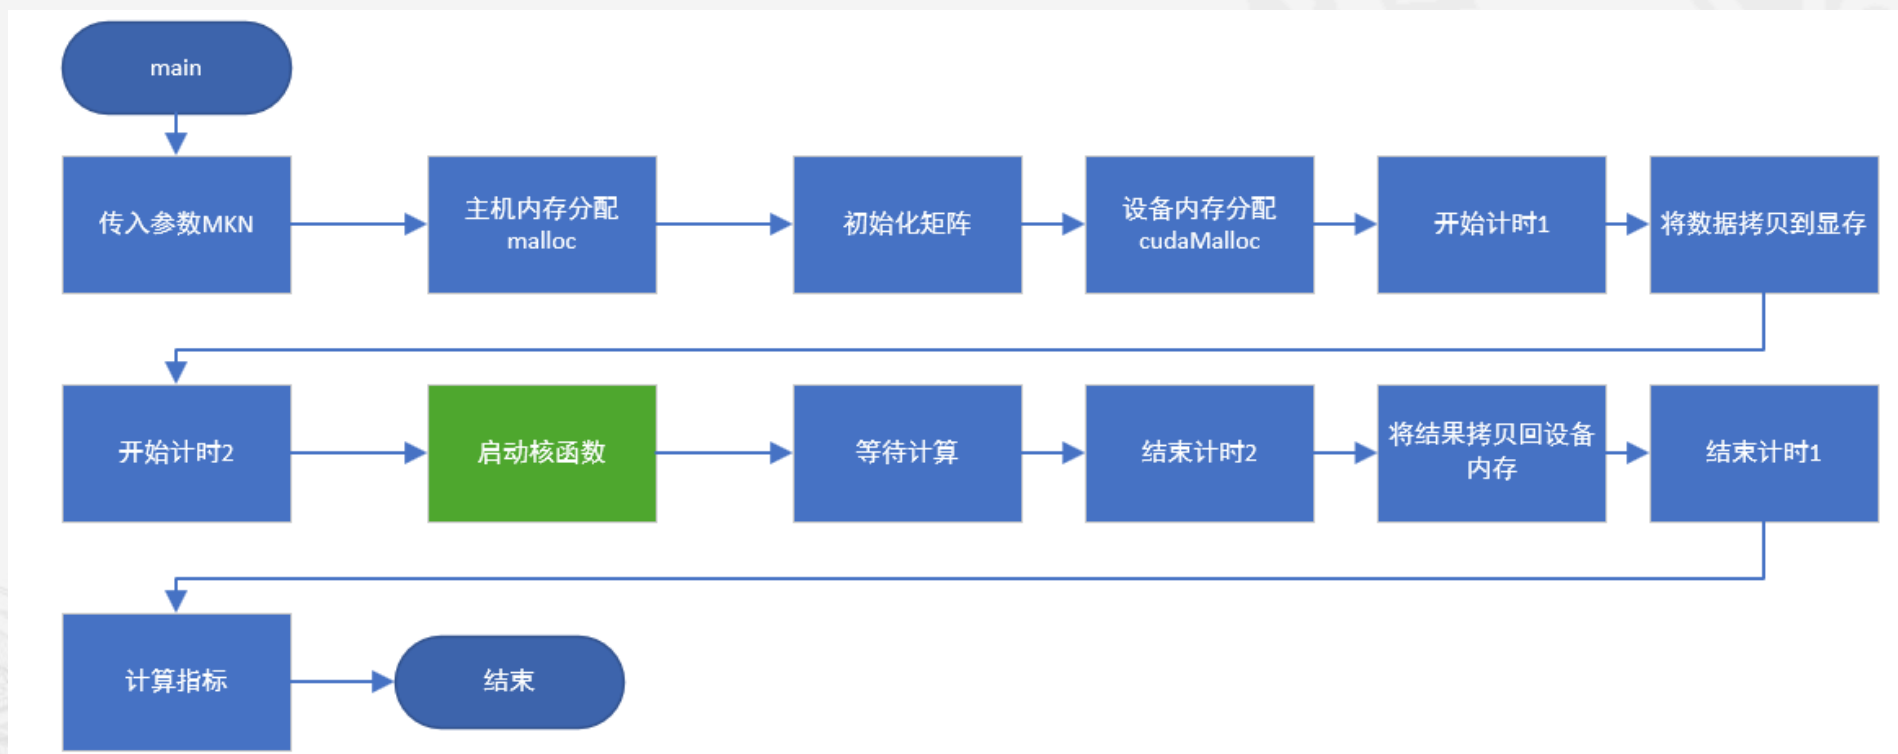 main
传入参数MKN
主机内存分配
malloc
初始化矩阵
设备内存分配
cudaMalloc
开始计时1
将数据拷贝到显存
开始计时2
启动核函数
等待计算
结束计时2
将结果拷贝回设备
内存
结束计时1
计算指标
结束